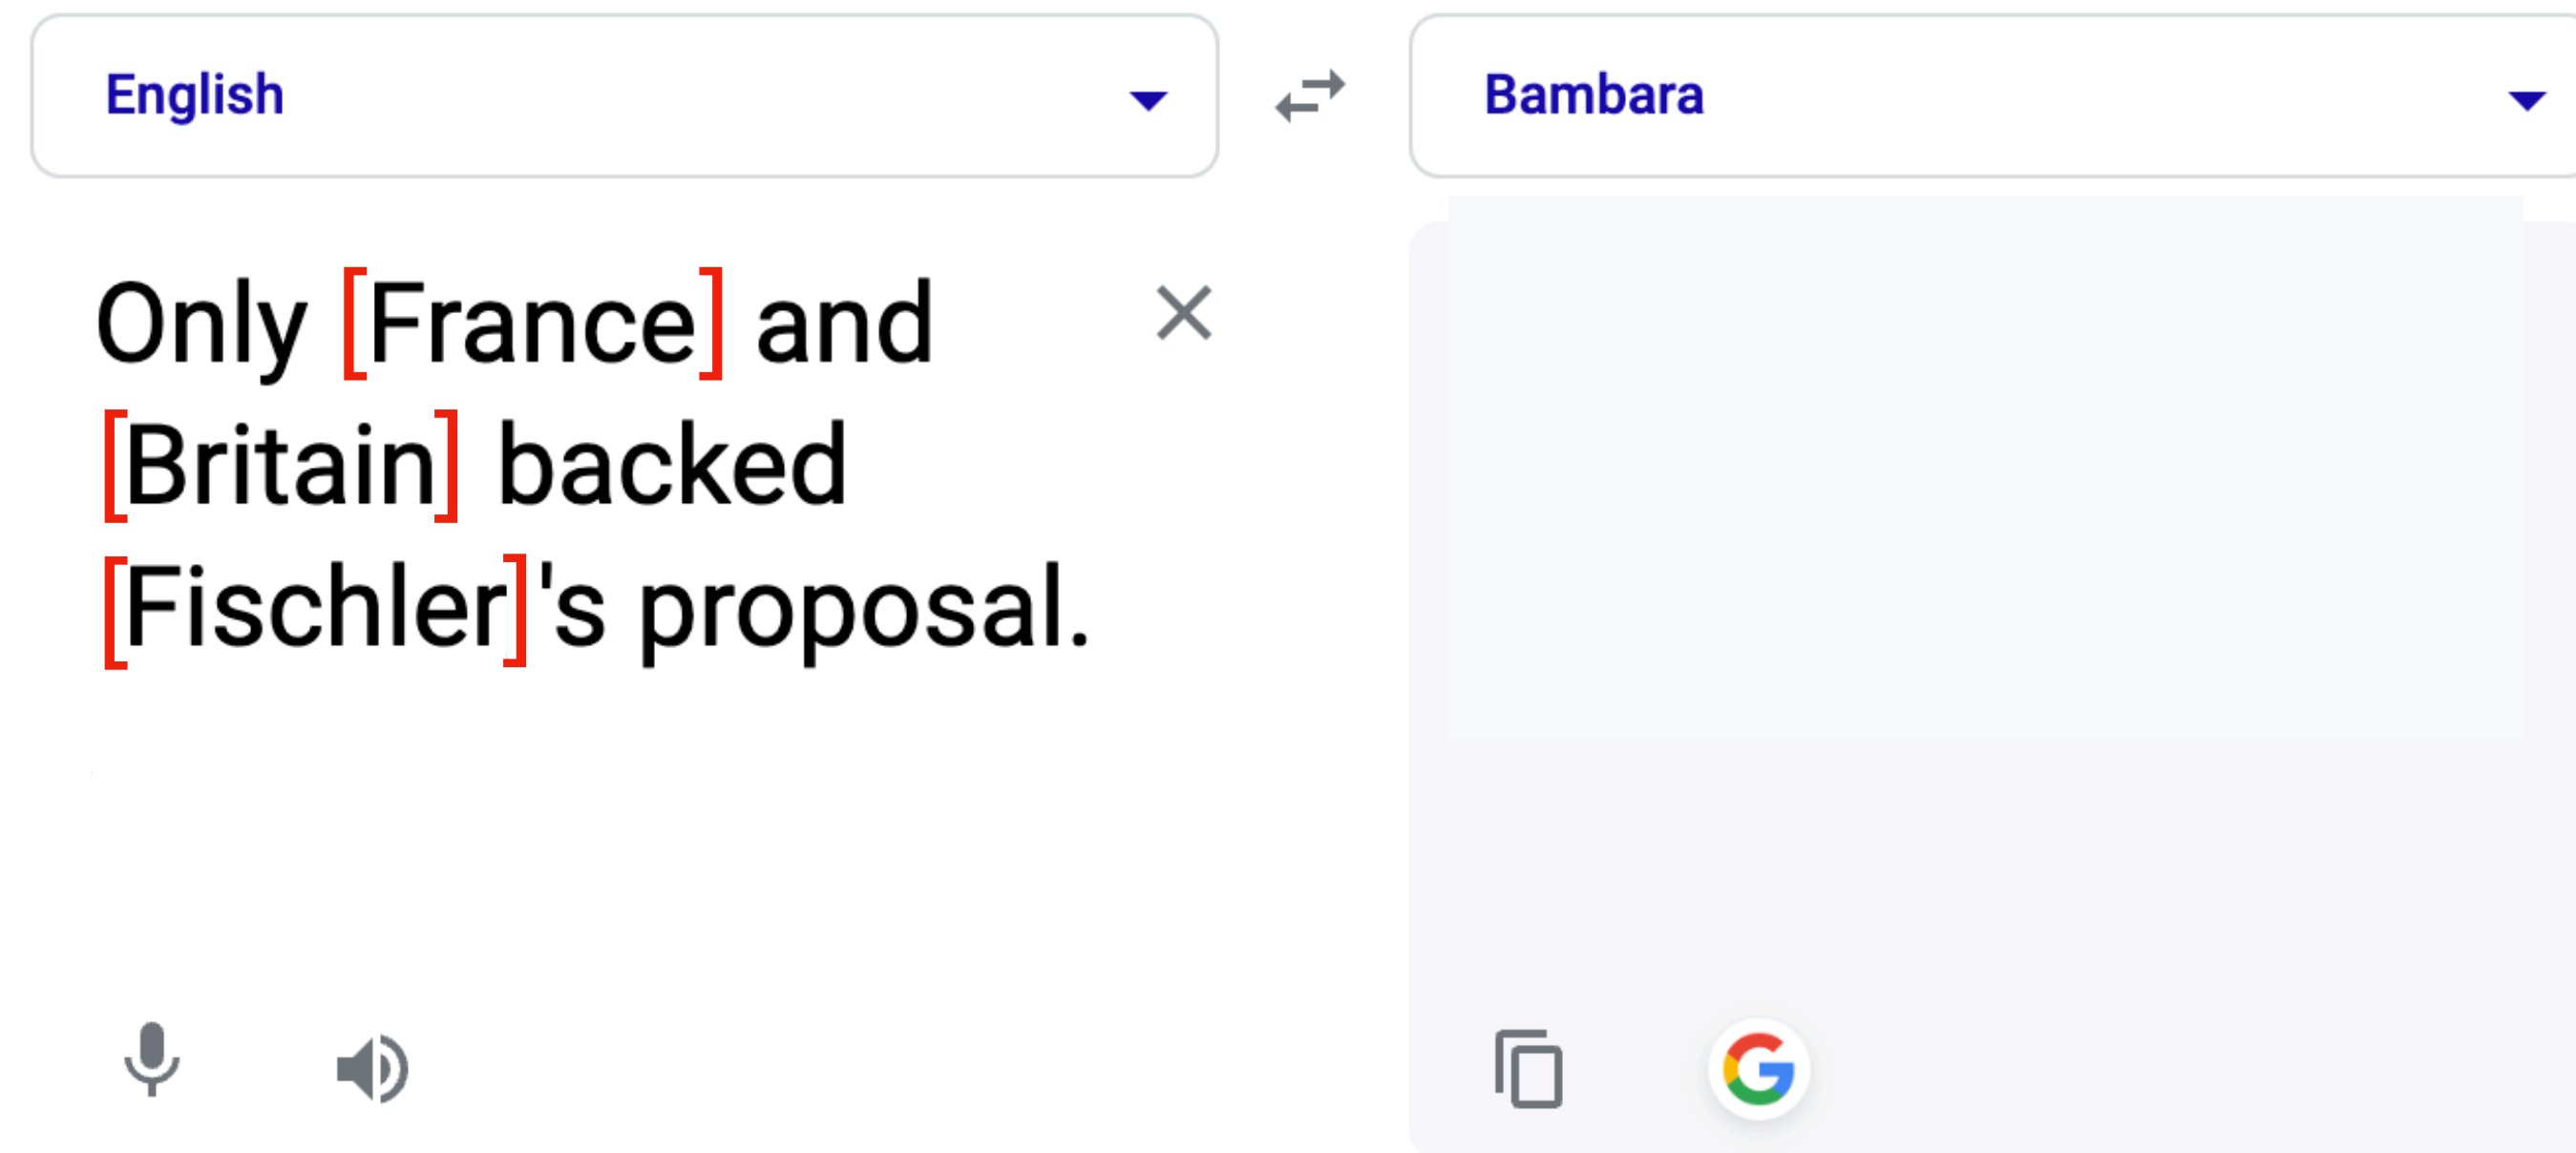 English
Bambara
Only [France] and
[Britain] backed
[Fischler]'s proposal.